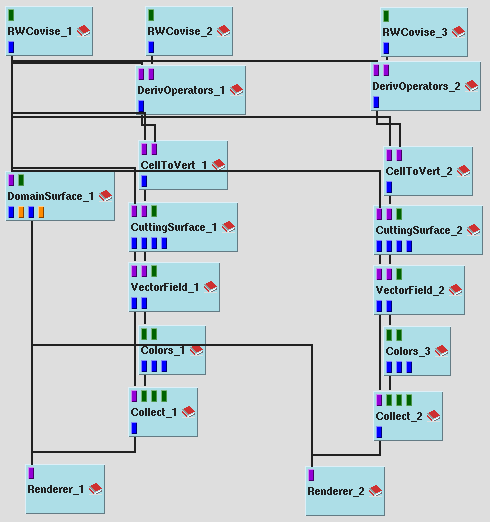 RWCovise_1
RWCovise_2
RWCovise_3
DerivOperators_1
DerivOperators_2
CellToVert_1
CellToVert_2
DomainSurface_1
CuttingSurface_1
CuttingSurface_2
VectorField_1
VectorField_2
Colors_1
Colors_3
Collect_1
Collect_2
Renderer_1
Renderer_2